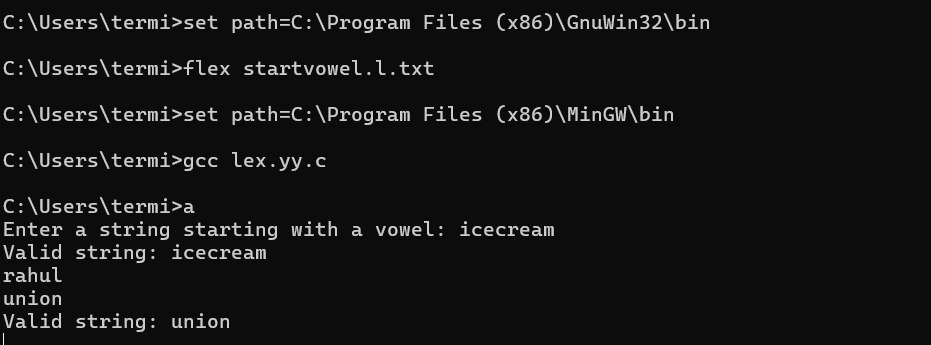 C:\Users\termi>set path=C:\Program Files (x86)\GnuWin32\bin
C:\Users\termi>flex startvowel.l.txt
C:\Users\termi>set path=C:\Program Files (x86)\MinGW\bin
C:\Users\termi>gcc lex.yy.c
C:\Users\termi>a
Enter a string starting with a vowel: icecream
Valid string: icecream
rahul
union
Valid string: union